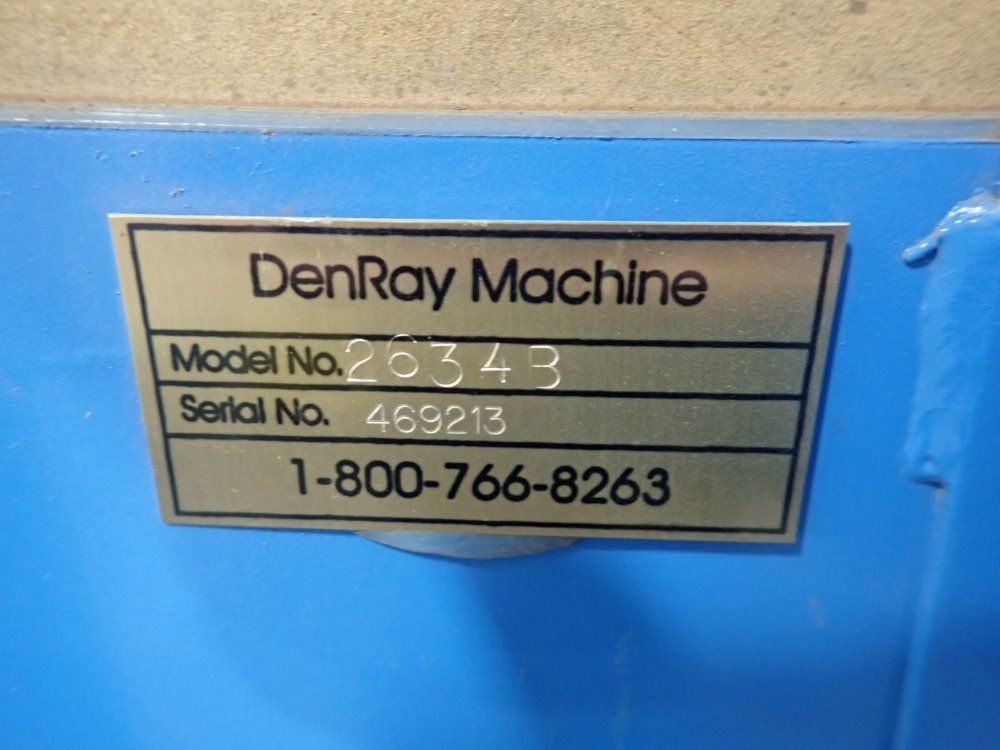 DenRay Machine
Model No. 2634B
Serial No. 469213
1-800-766-8263